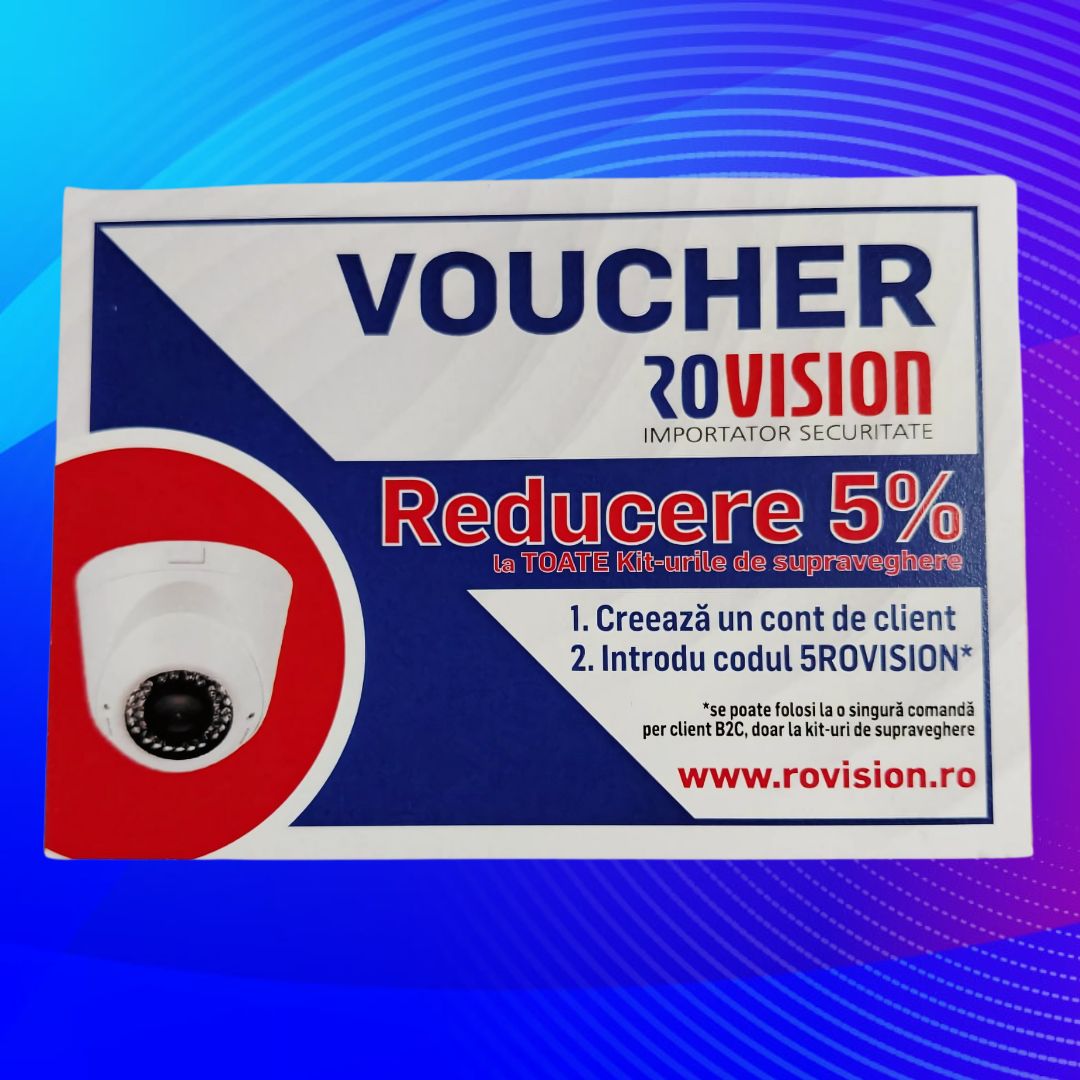 VOUCHER
ROVISION
IMPORTATOR SECURITATE
Reducere 5%
la TOATE Kit-urile de supraveghere
1. Creează un cont de client
2. Introdu codul 5ROVISION*
*se poate folosi la o singură comandă
per client B2C, doar la kit-uri de supraveghere
www.rovision.ro